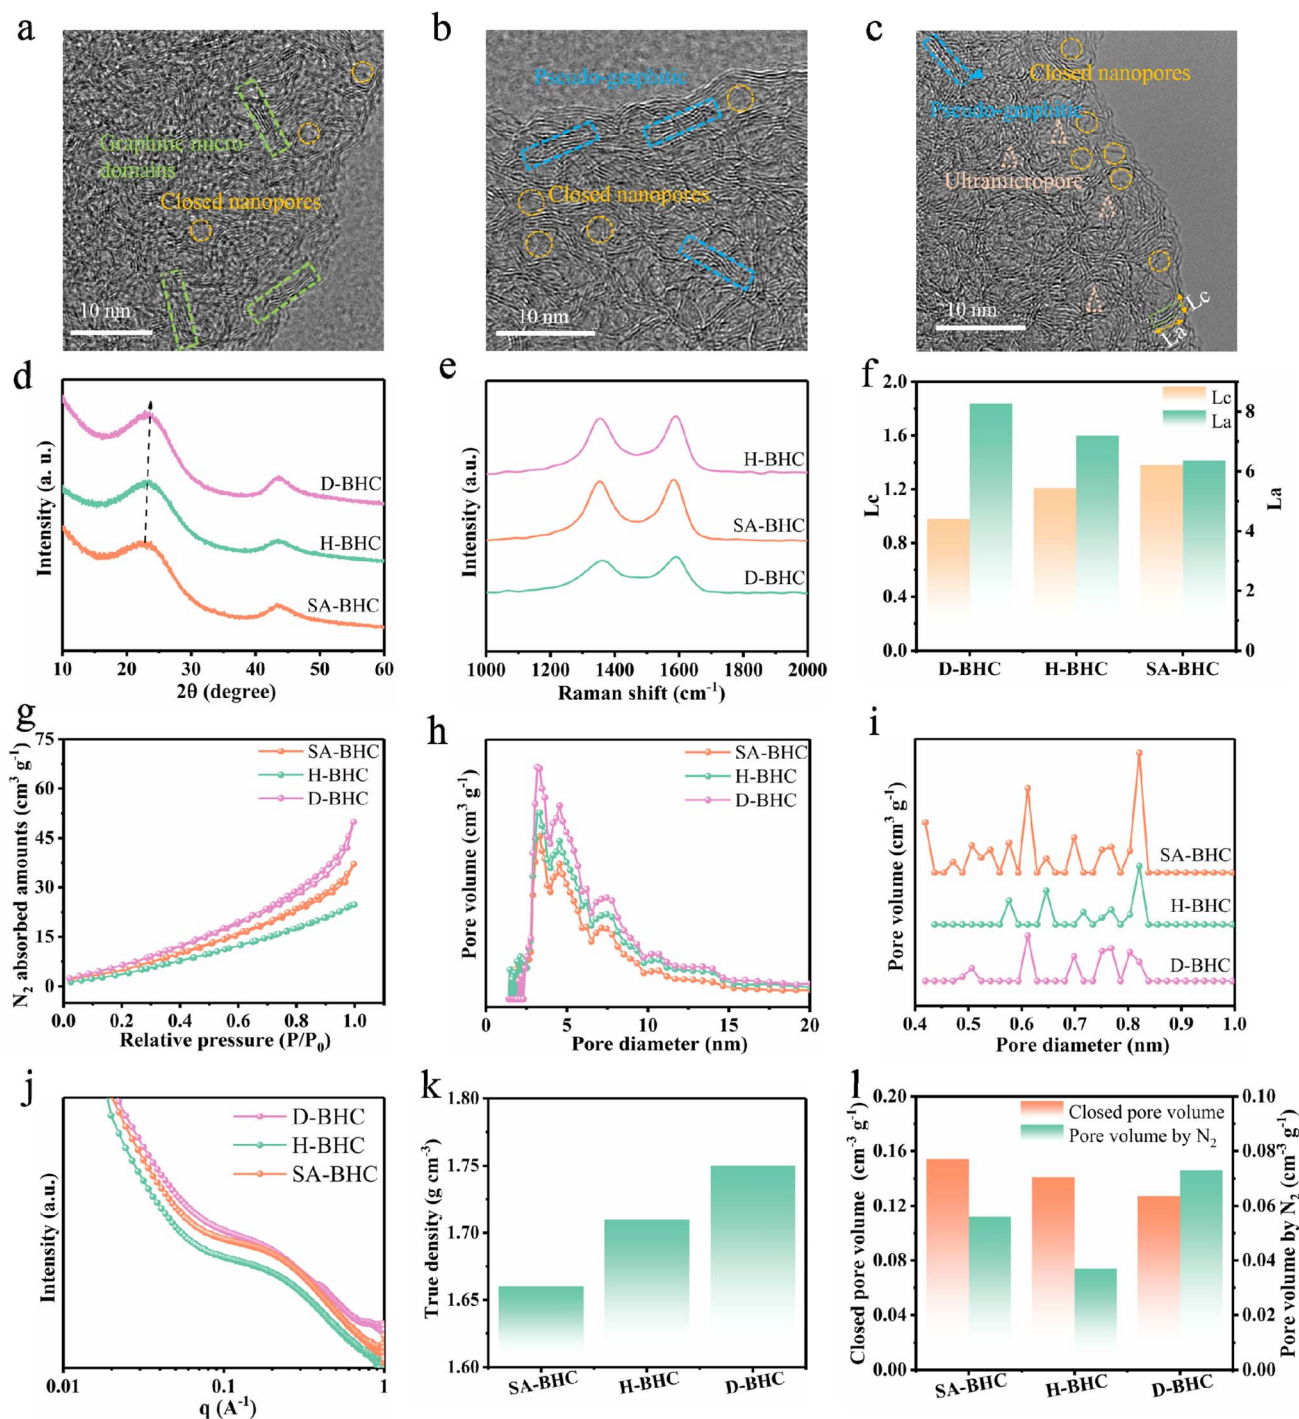 a
Graphitic micro-
domains
Closed nanopores
10 nm
b
Pseudo-graphitic
Closed nanopores
10 nm
c
Closed nanopores
Pseudo-graphitic
Ultramicropore
Lc
La
10 nm
d
D-BHC
H-BHC
SA-BHC
Intensity (a. u.)
10 20 30 40 50 60
2θ (degree)
e
H-BHC
SA-BHC
D-BHC
Intensity (a.u.)
1000 1200 1400 1600 1800 2000
Raman shift (cm-1)
f
Lc
La
2.0
1.6
1.2
0.8
0.4
0.0
Lc
8
6
4
2
0
La
D-BHC H-BHC SA-BHC
g
SA-BHC
H-BHC
D-BHC
75
60
45
30
15
0
N2 absorbed amounts (cm3 g-1)
0.0 0.2 0.4 0.6 0.8 1.0
Relative pressure (P/P0)
h
SA-BHC
H-BHC
D-BHC
Pore volume (cm3 g-1)
0 5 10 15 20
Pore diameter (nm)
i
SA-BHC
H-BHC
D-BHC
Pore volume (cm3 g-1)
0.4 0.5 0.6 0.7 0.8 0.9 1.0
Pore diameter (nm)
j
D-BHC
H-BHC
SA-BHC
Intensity (a.u.)
0.01 0.1 1
q (A-1)
k
1.80
1.75
1.70
1.65
1.60
True density (g cm-3)
SA-BHC H-BHC D-BHC
l
Closed pore volume
Pore volume by N2
0.20
0.16
0.12
0.08
0.04
0.00
Closed pore volume (cm-3 g-1)
0.10
0.08
0.06
0.04
0.02
0.00
Pore volume by N2 (cm-3 g-1)
SA-BHC H-BHC D-BHC